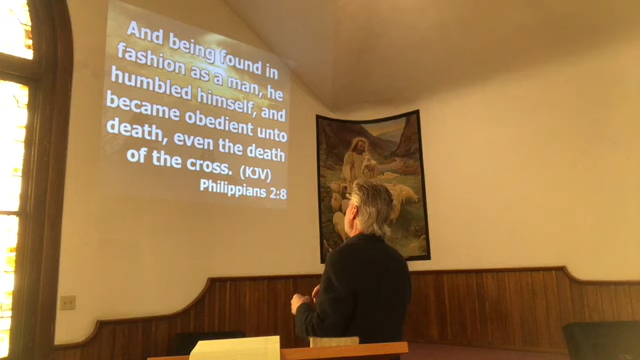 And being found in
fashion as a man, he
humbled himself, and
became obedient unto
death, even the death
of the cross. (KJV)
Philippians 2:8